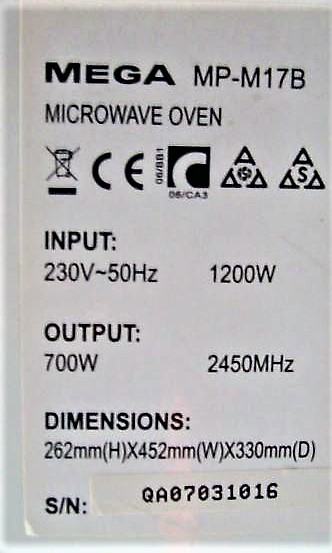 MEGA MP-M17B
MICROWAVE OVEN
06/BB1
06/CA3
INPUT:
230V~50Hz 1200W
OUTPUT:
700W 2450MHz
DIMENSIONS:
262mm(H)X452mm(W)X330mm(D)
S/N: QA07031016